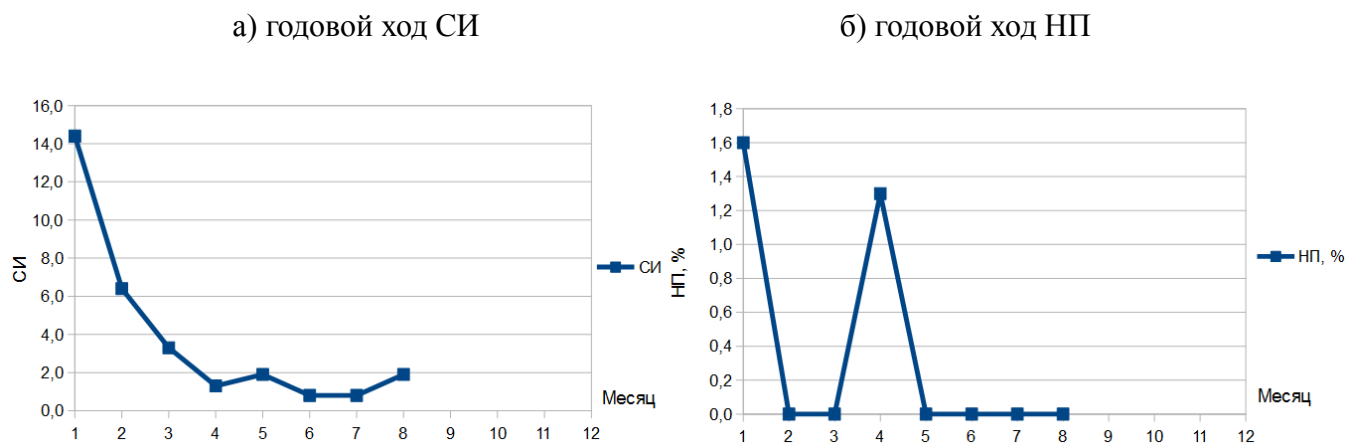 а) годовой ход СИ
б) годовой ход НП
16,0
14,0
12,0
10,0
8,0
6,0
4,0
2,0
0,0
СИ
1 2 3 4 5 6 7 8 9 10 11 12
Месяц
СИ
1,8
1,6
1,4
1,2
1,0
0,8
0,6
0,4
0,2
0,0
НП, %
1 2 3 4 5 6 7 8 9 10 11 12
Месяц
НП, %